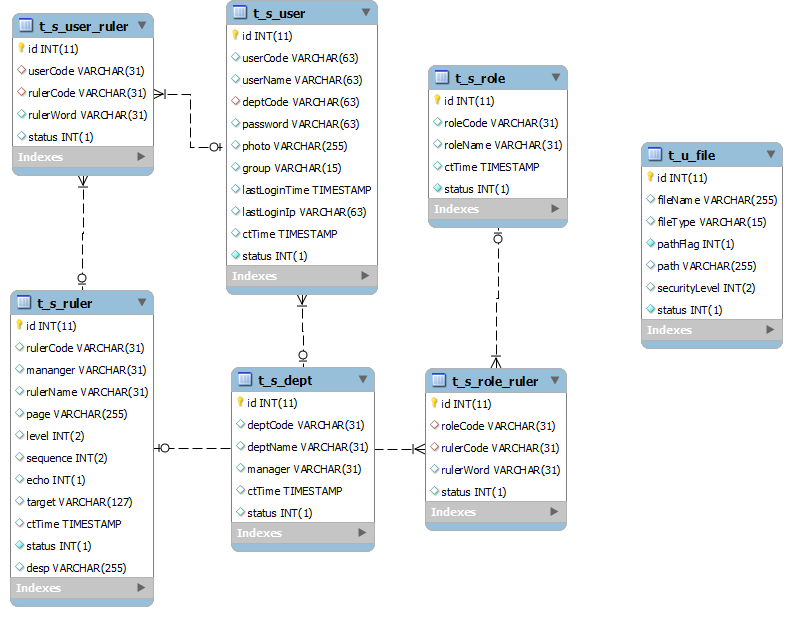 t_s_user_ruler
id INT(11)
userCode VARCHAR(31)
rulerCode VARCHAR(31)
rulerWord VARCHAR(31)
status INT(1)
Indexes
t_s_user
id INT(11)
userCode VARCHAR(63)
userName VARCHAR(63)
deptCode VARCHAR(63)
password VARCHAR(63)
photo VARCHAR(255)
group VARCHAR(15)
lastLoginTime TIMESTAMP
lastLoginIp VARCHAR(63)
ctTime TIMESTAMP
status INT(1)
Indexes
t_s_role
id INT(11)
roleCode VARCHAR(31)
roleName VARCHAR(31)
ctTime TIMESTAMP
status INT(1)
Indexes
t_u_file
id INT(11)
fileName VARCHAR(255)
fileType VARCHAR(15)
pathFlag INT(1)
path VARCHAR(255)
securityLevel INT(2)
status INT(1)
Indexes
t_s_ruler
id INT(11)
rulerCode VARCHAR(31)
mananger VARCHAR(31)
rulerName VARCHAR(31)
page VARCHAR(255)
level INT(2)
sequence INT(2)
echo INT(1)
target VARCHAR(127)
ctTime TIMESTAMP
status INT(1)
desp VARCHAR(255)
Indexes
t_s_dept
id INT(11)
deptCode VARCHAR(31)
deptName VARCHAR(31)
manager VARCHAR(31)
ctTime TIMESTAMP
status INT(1)
Indexes
t_s_role_ruler
id INT(11)
roleCode VARCHAR(31)
rulerCode VARCHAR(31)
rulerWord VARCHAR(31)
status INT(1)
Indexes